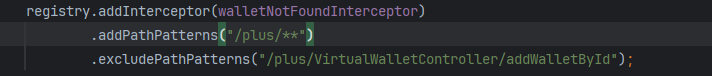 registry.addInterceptor(walletNotFoundInterceptor)
.addPathPatterns("/plus/**")
.excludePathPatterns("/plus/VirtualWalletController/addWalletById");